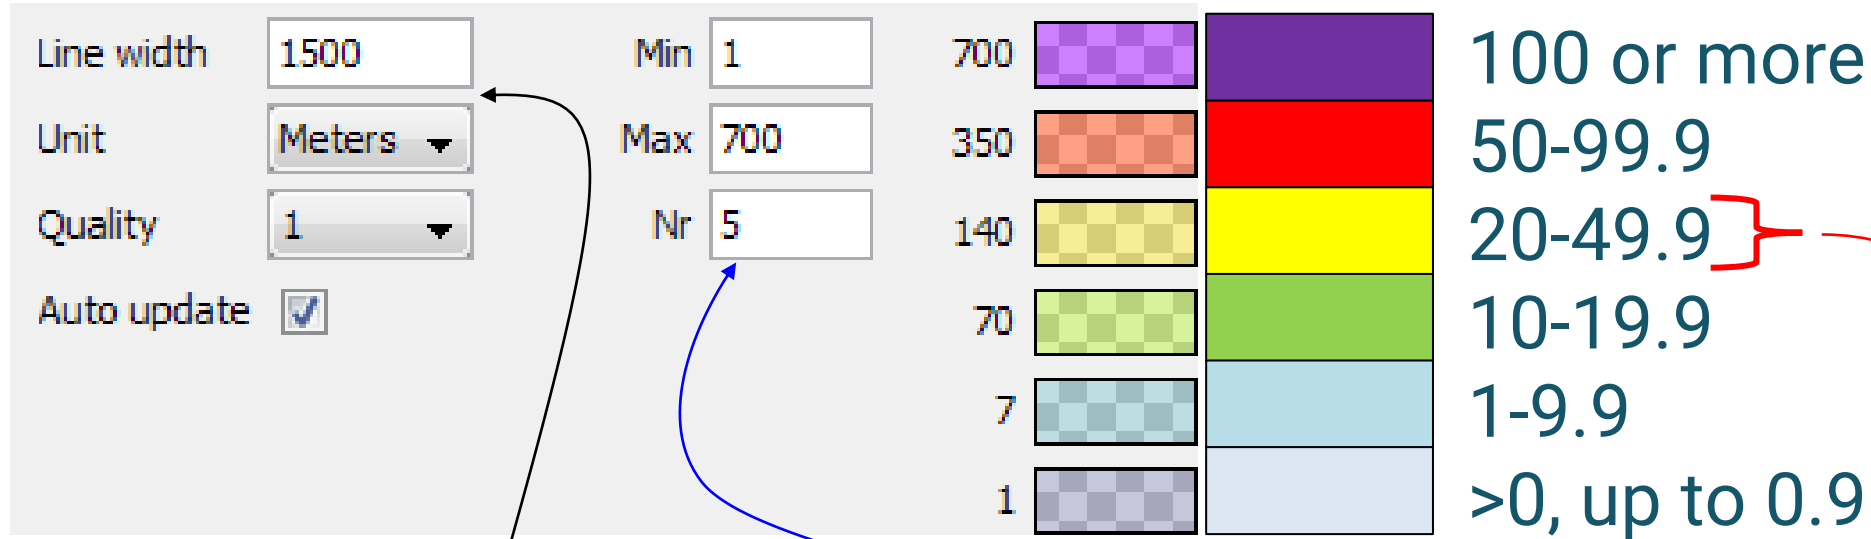 Line width 1500 Min 1 700 100 or more
Unit Meters Max 700 350 50-99.9
Quality 1 Nr 5 140 20-49.9
Auto update 70 10-19.9
7 1-9.9
1 >0, up to 0.9